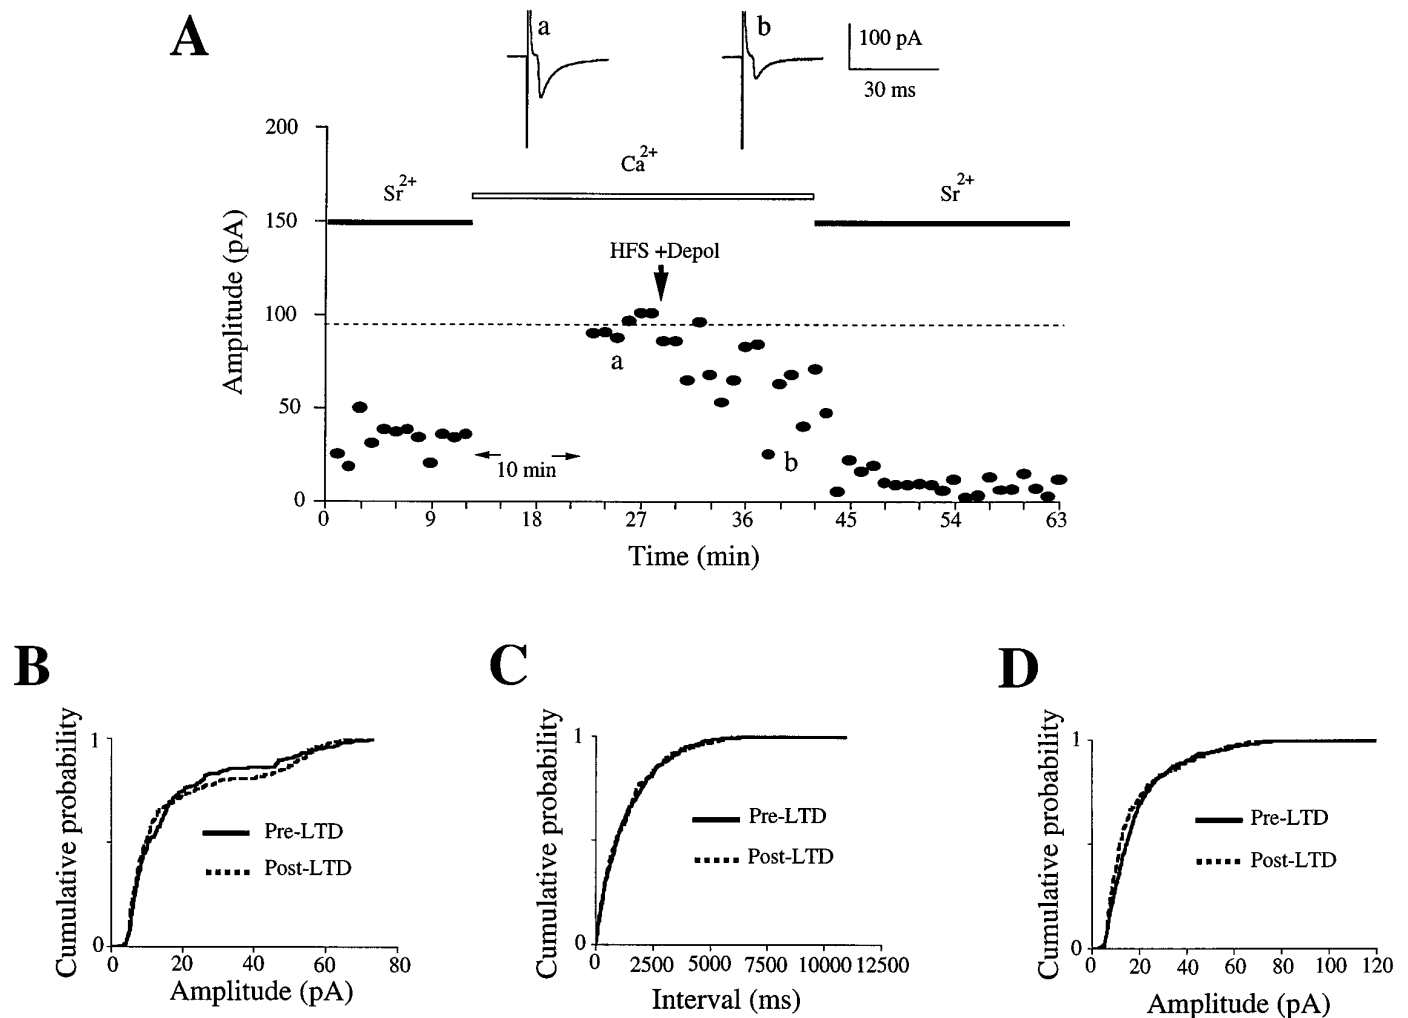 A
a
b
100 pA
30 ms
Amplitude (pA)
200
150
100
50
0
Sr2+
Ca2+
Sr2+
HFS +Depol
a
b
10 min
0 9 18 27 36 45 54 63
Time (min)
B
Cumulative probability
1
0
Pre-LTD
Post-LTD
0 20 40 60 80
Amplitude (pA)
C
Cumulative probability
1
0
Pre-LTD
Post-LTD
0 2500 5000 7500 10000 12500
Interval (ms)
D
Cumulative probability
1
0
Pre-LTD
Post-LTD
0 20 40 60 80 100 120
Amplitude (pA)